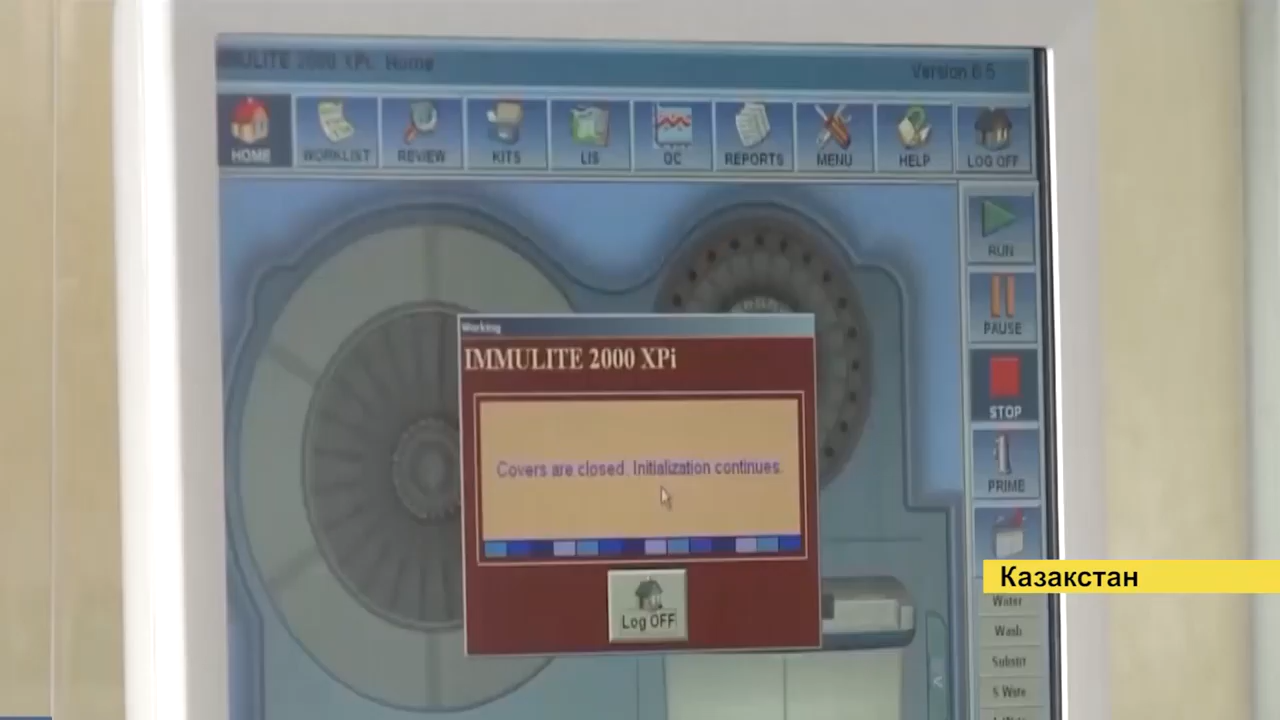 IMMULITE 2000 XPi. Home
Version 6.5
HOME
WORKLIST
REVIEW
KITS
LIS
QC
REPORTS
MENU
HELP
LOG OFF
RUN
PAUSE
STOP
PRIME
Working
IMMULITE 2000 XPi
Covers are closed. Initialization continues.
Log OFF
Казакстан
Water
Wash
Substr